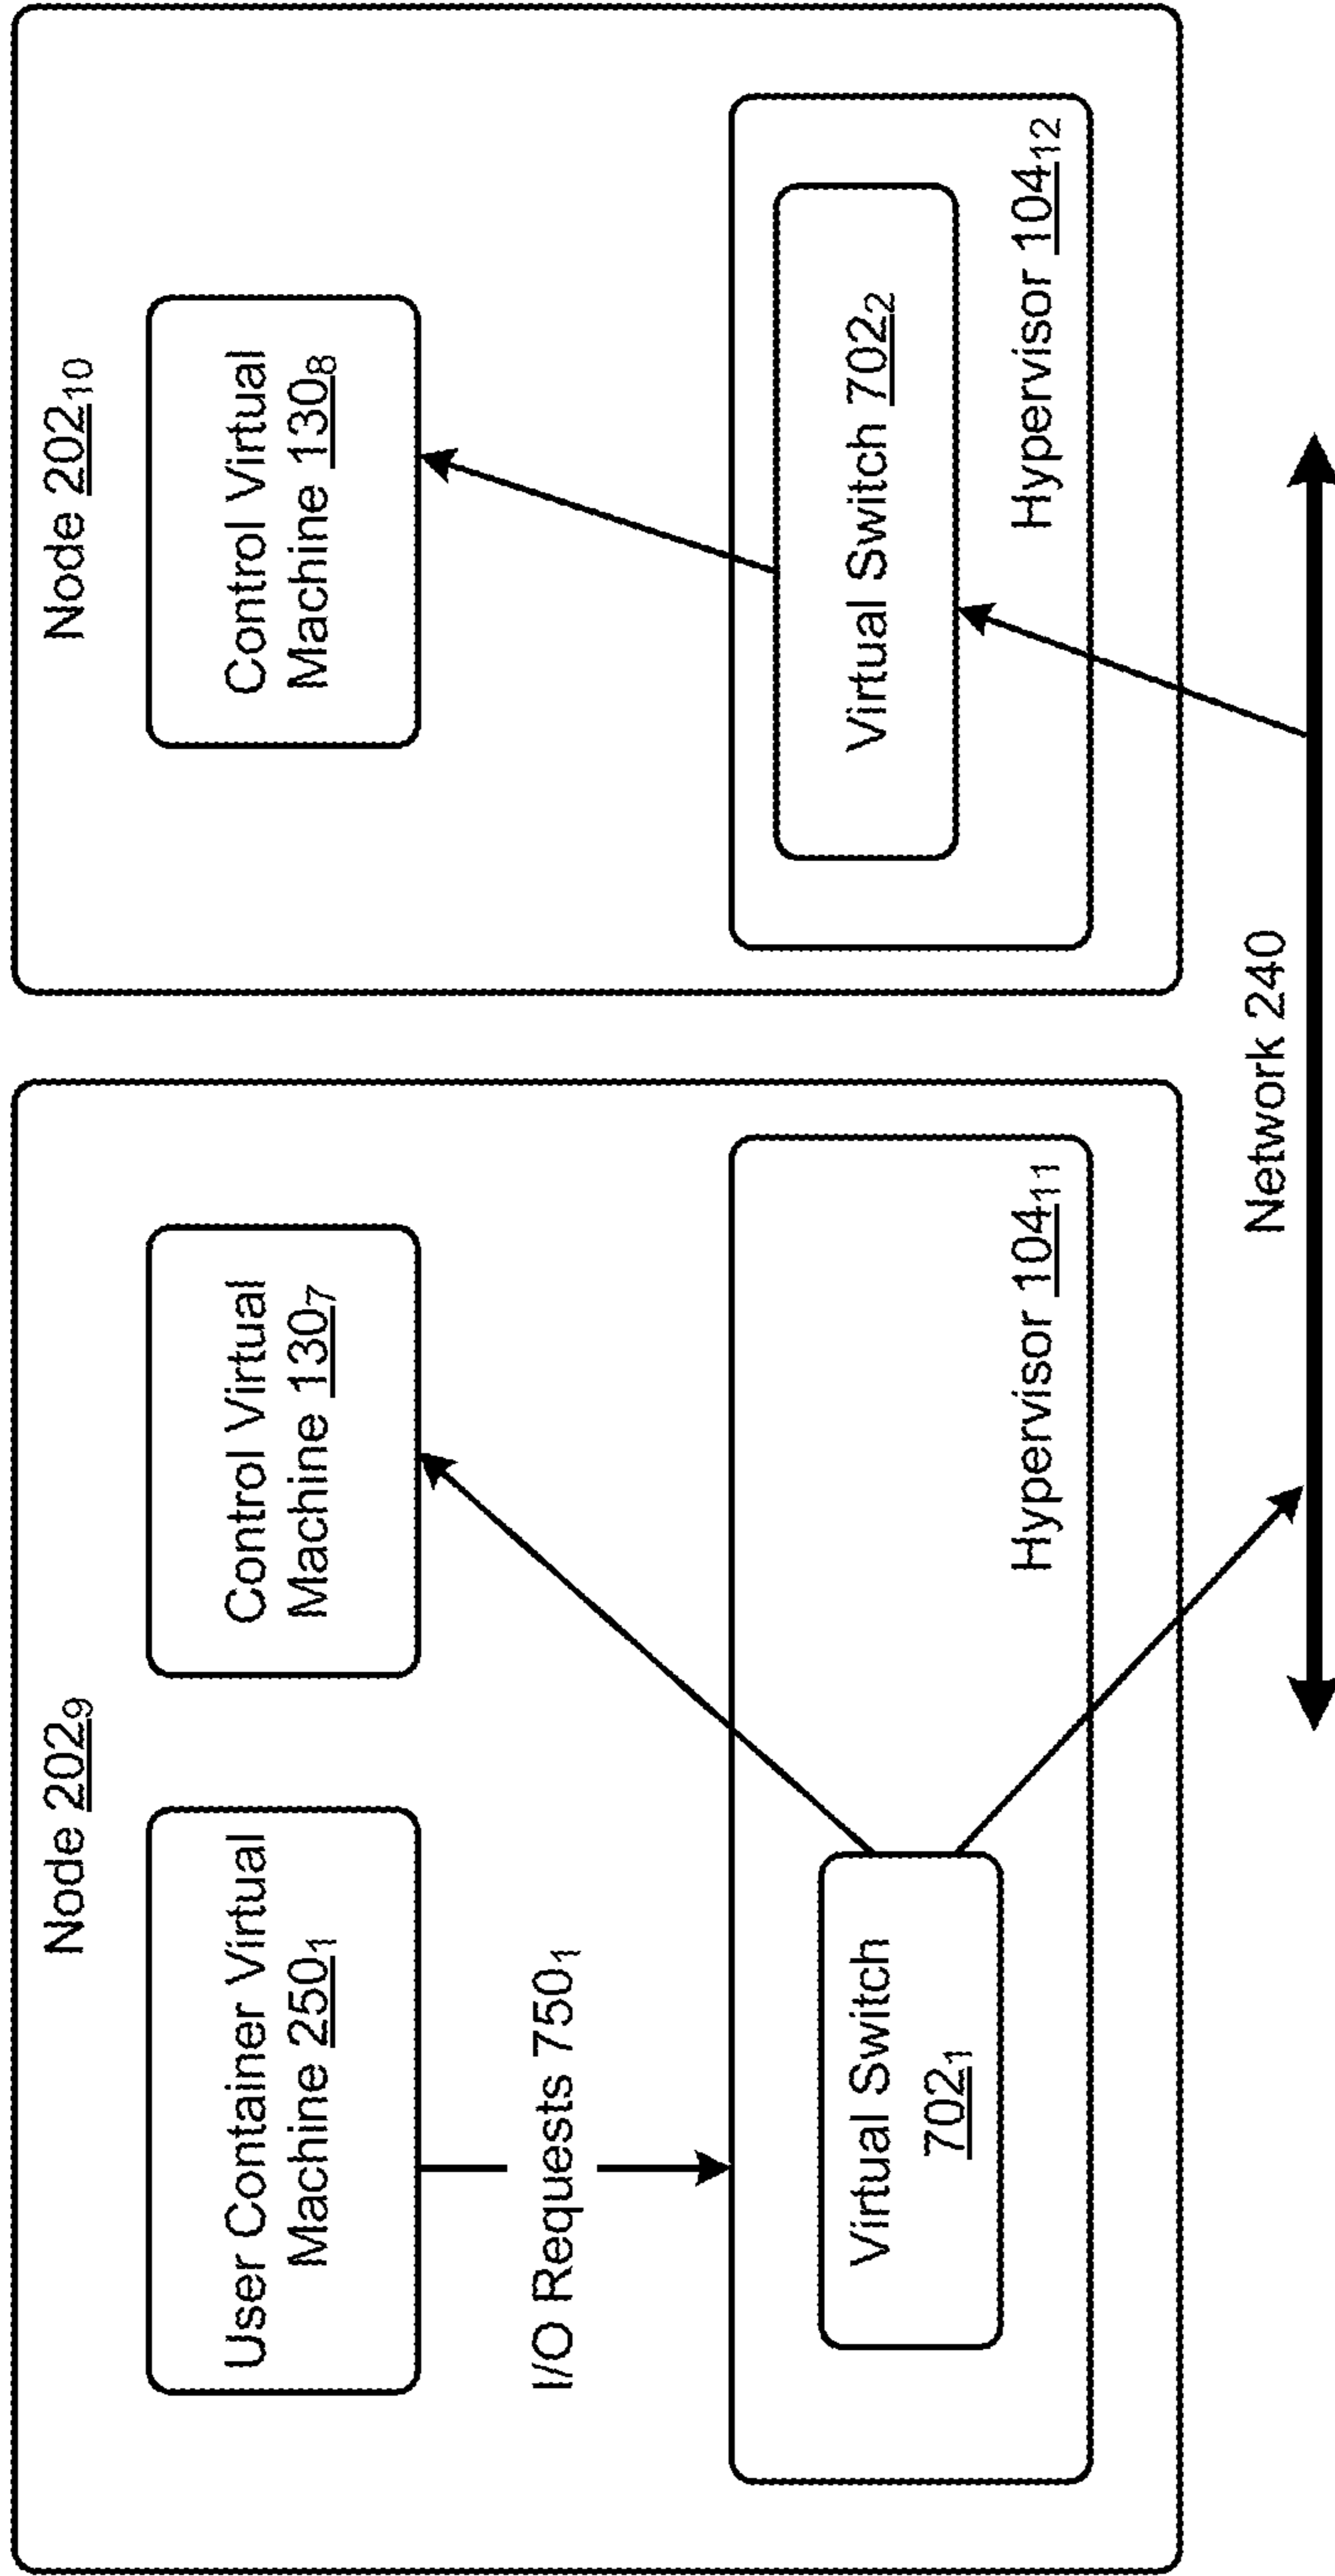 Node 202₉
User Container Virtual
Machine 250₁
Control Virtual
Machine 130₇
I/O Requests 750₁
Virtual Switch
702₁
Hypervisor 104₁₁
Node 202₁₀
Control Virtual
Machine 130₈
Virtual Switch 702₂
Hypervisor 104₁₂
Network 240